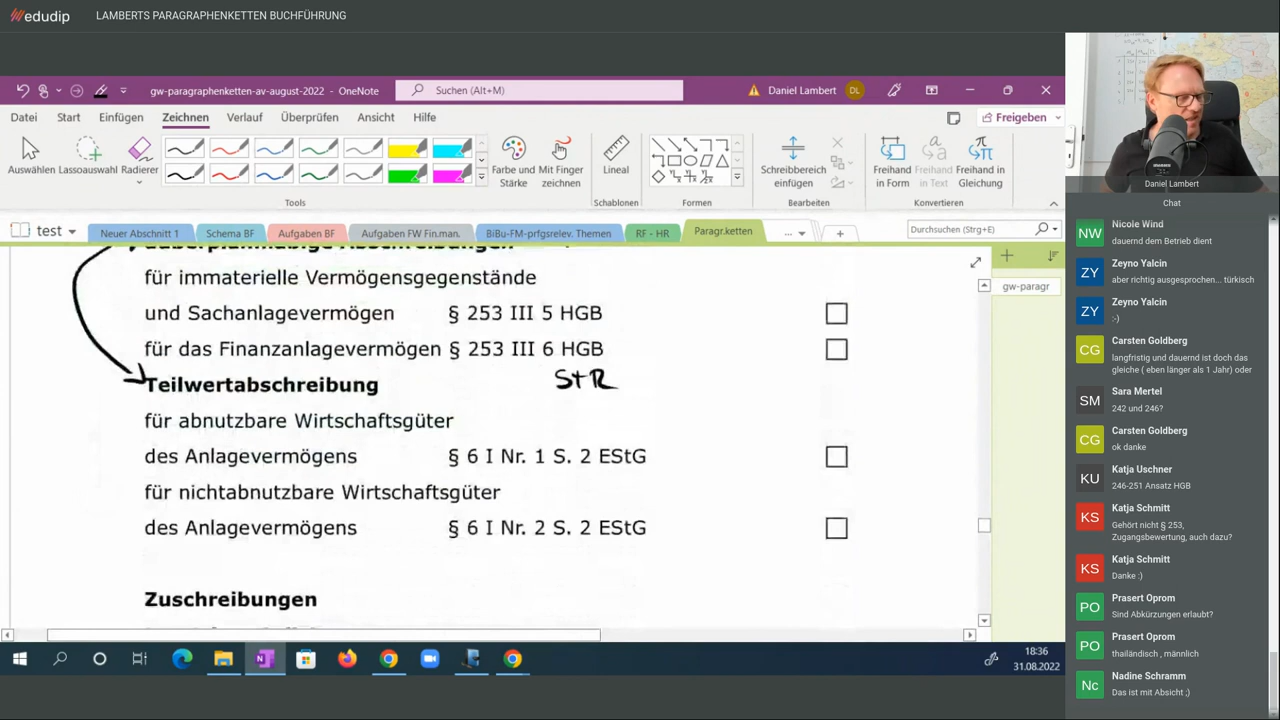 edudip
LAMBERTS PARAGRAPHENKETTEN BUCHFÜHRUNG
gw-paragraphenketten-av-august-2022 - OneNote
Suchen (Alt+M)
Daniel Lambert
DL
Datei
Start
Einfügen
Zeichnen
Verlauf
Überprüfen
Ansicht
Hilfe
Freigeben
Auswählen
Lassoauswahl
Radierer
Farbe und Stärke
Mit Finger zeichnen
Lineal
Schreibbereich einfügen
Freihand in Form
Freihand in Text
Freihand in Gleichung
Tools
Schablonen
Formen
Bearbeiten
Konvertieren
test
Neuer Abschnitt 1
Schema BF
Aufgaben BF
Aufgaben FW Fin.man.
BiBu-FM-prfgsrelev. Themen
RF - HR
Paragr.ketten
...
Durchsuchen (Strg+E)
gw-paragr
für immaterielle Vermögensgegenstände
und Sachanlagevermögen § 253 III 5 HGB
für das Finanzanlagevermögen § 253 III 6 HGB
StR
Teilwertabschreibung
für abnutzbare Wirtschaftsgüter
des Anlagevermögens § 6 I Nr. 1 S. 2 EStG
für nichtabnutzbare Wirtschaftsgüter
des Anlagevermögens § 6 I Nr. 2 S. 2 EStG
Zuschreibungen
18:36
31.08.2022
Daniel Lambert
Chat
NW
Nicole Wind
dauernd dem Betrieb dient
ZY
Zeyno Yalcin
aber richtig ausgesprochen... türkisch
ZY
Zeyno Yalcin
:-)
CG
Carsten Goldberg
langfristig und dauernd ist doch das
gleiche ( eben länger als 1 Jahr) oder
SM
Sara Mertel
242 und 246?
CG
Carsten Goldberg
ok danke
KU
Katja Uschner
246-251 Ansatz HGB
KS
Katja Schmitt
Gehört nicht § 253,
Zugangsbewertung, auch dazu?
KS
Katja Schmitt
Danke :)
PO
Prasert Oprom
Sind Abkürzungen erlaubt?
PO
Prasert Oprom
thailändisch , männlich
Nc
Nadine Schramm
Das ist mit Absicht ;)